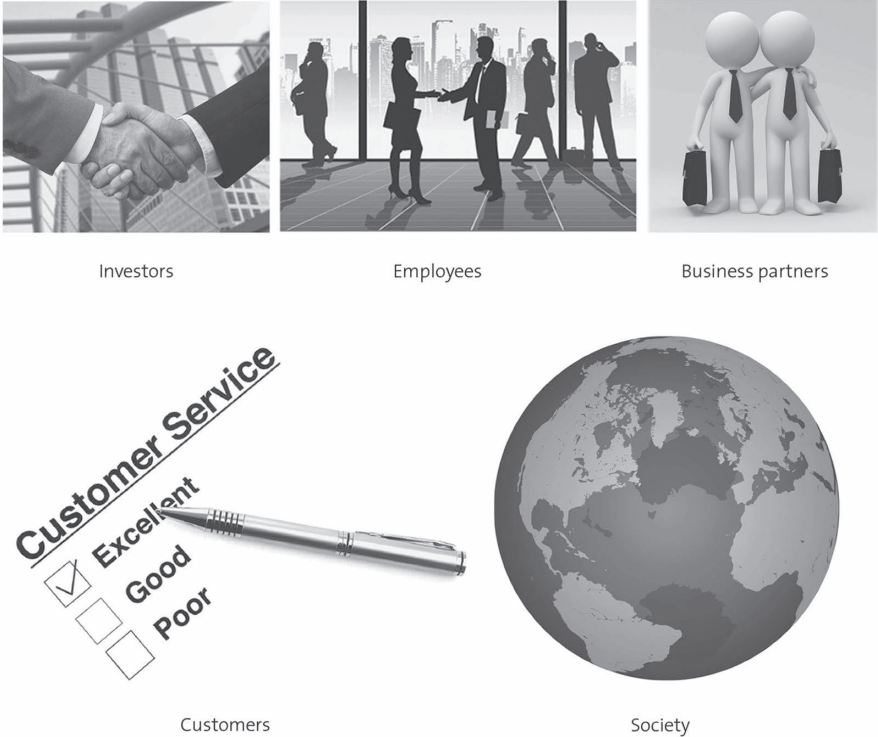 Investors
Employees
Business partners
Customer Service
Excellent
Good
Poor
Customers
Society